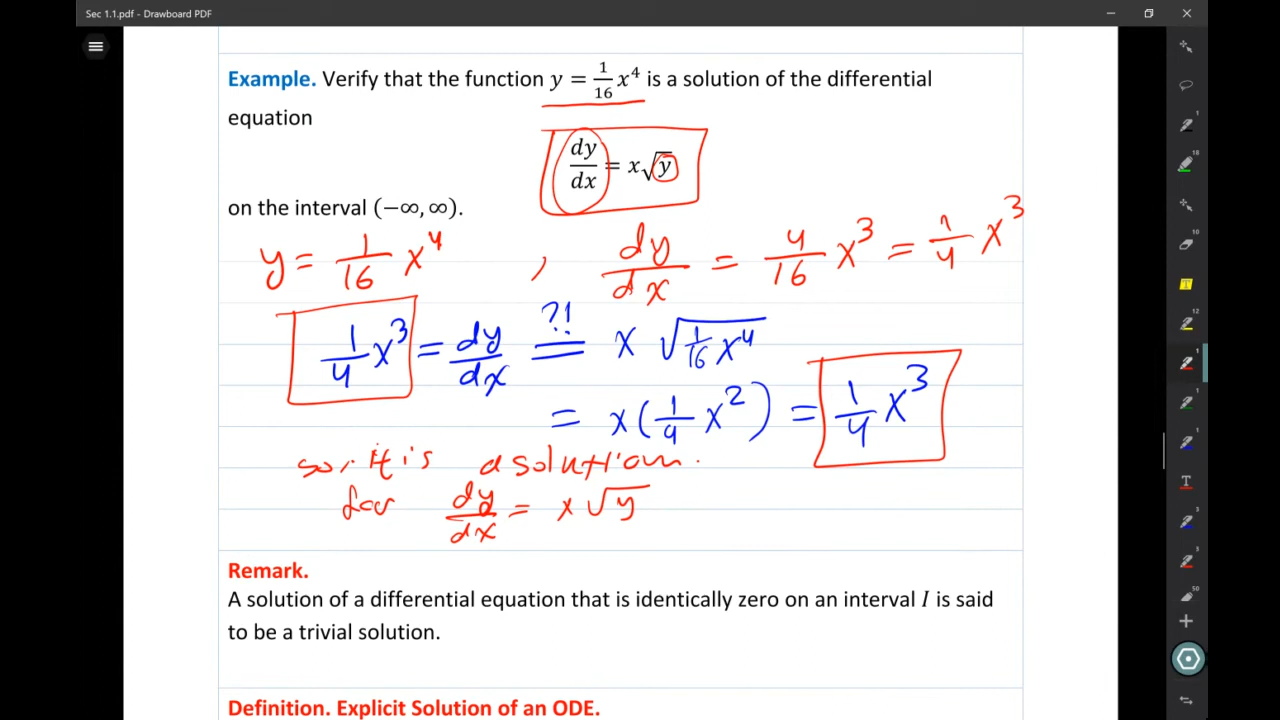 Sec 1.1.pdf - Drawboard PDF
Example. Verify that the function y = 1/16 x⁴ is a solution of the differential
equation
dy/dx = x√y
on the interval (−∞, ∞).
y = 1/16 x⁴ , dy/dx = 4/16 x³ = 1/4 x³
1/4 x³ = dy/dx =?! x √(1/16 x⁴)
= x(1/4 x²) = 1/4 x³
so, it is a solution.
for dy/dx = x√y
Remark.
A solution of a differential equation that is identically zero on an interval I is said
to be a trivial solution.
Definition. Explicit Solution of an ODE.